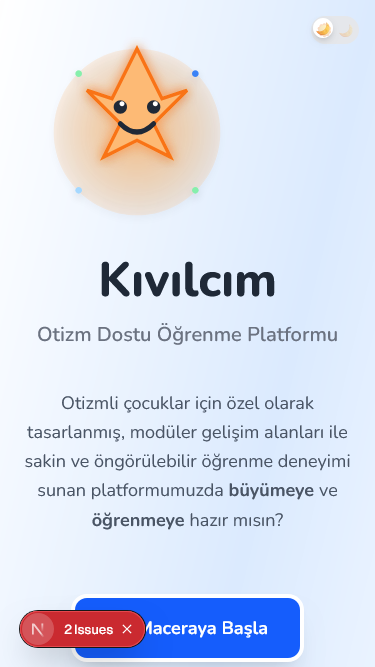 Kıvılcım
Otizm Dostu Öğrenme Platformu
Otizmli çocuklar için özel olarak
tasarlanmış, modüler gelişim alanları ile
sakin ve öngörülebilir öğrenme deneyimi
sunan platformumuzda büyümeye ve
öğrenmeye hazır mısın?
Maceraya Başla
N 2 Issues ×